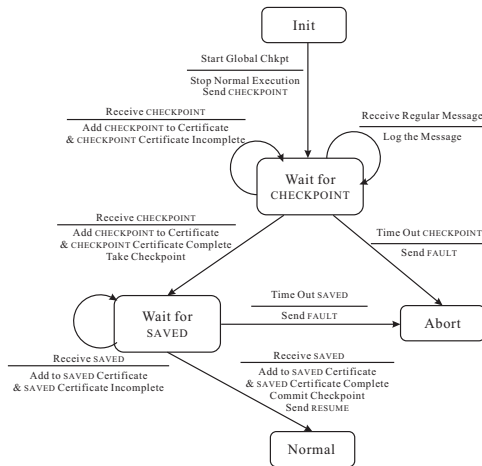 Init
Start Global Chkpt
Stop Normal Execution
Send CHECKPOINT
Receive CHECKPOINT
Add CHECKPOINT to Certificate
& CHECKPOINT Certificate Incomplete
Receive Regular Message
Log the Message
Wait for
CHECKPOINT
Receive CHECKPOINT
Add CHECKPOINT to Certificate
& CHECKPOINT Certificate Complete
Take Checkpoint
Time Out CHECKPOINT
Send FAULT
Wait for
SAVED
Time Out SAVED
Send FAULT
Abort
Receive SAVED
Add to SAVED Certificate
& SAVED Certificate Incomplete
Receive SAVED
Add to SAVED Certificate
& SAVED Certificate Complete
Commit Checkpoint
Send RESUME
Normal